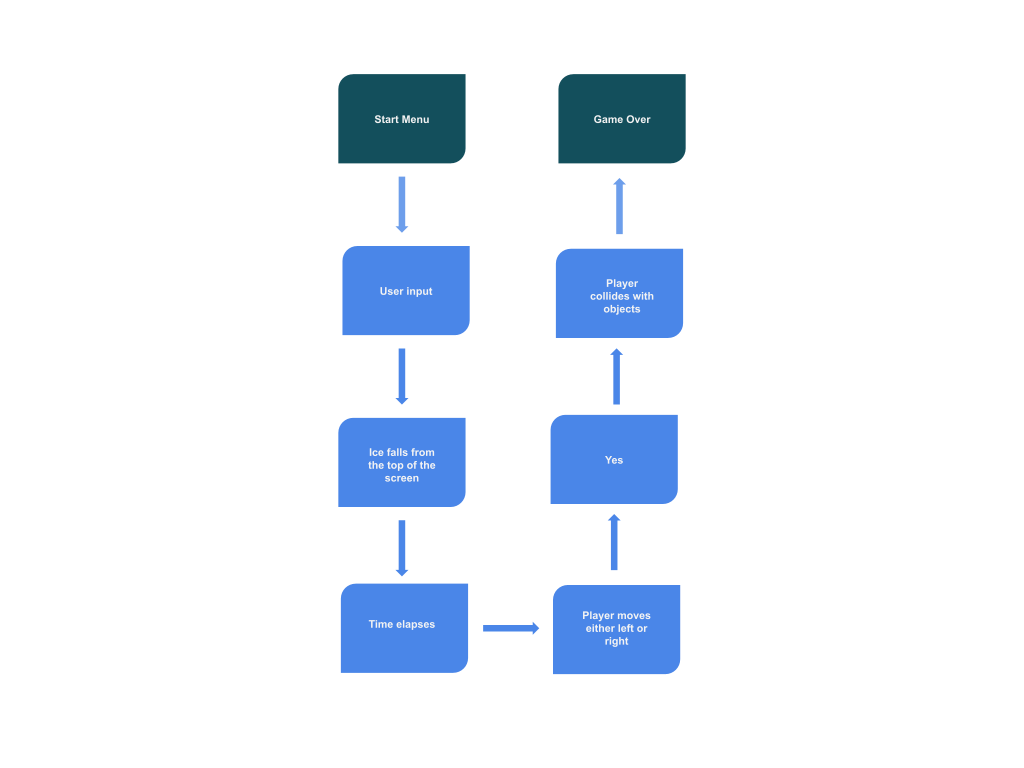 Start Menu
User input
Ice falls from
the top of the
screen
Time elapses
Player moves
either left or
right
Yes
Player
collides with
objects
Game Over